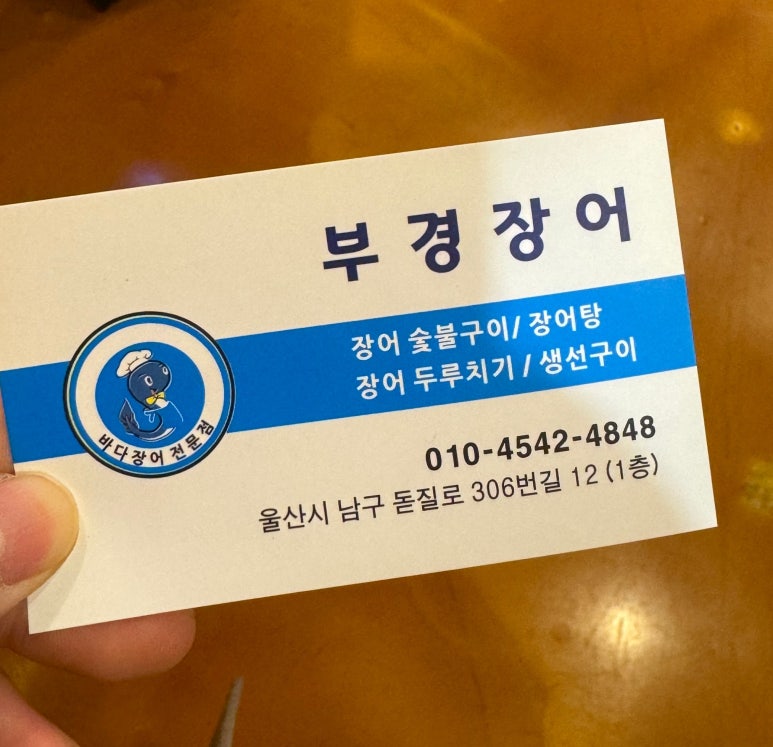 부경장어
장어 숯불구이/ 장어탕
장어 두루치기 / 생선구이
바다장어 전문점
010-4542-4848
울산시 남구 돋질로 306번길 12 (1층)